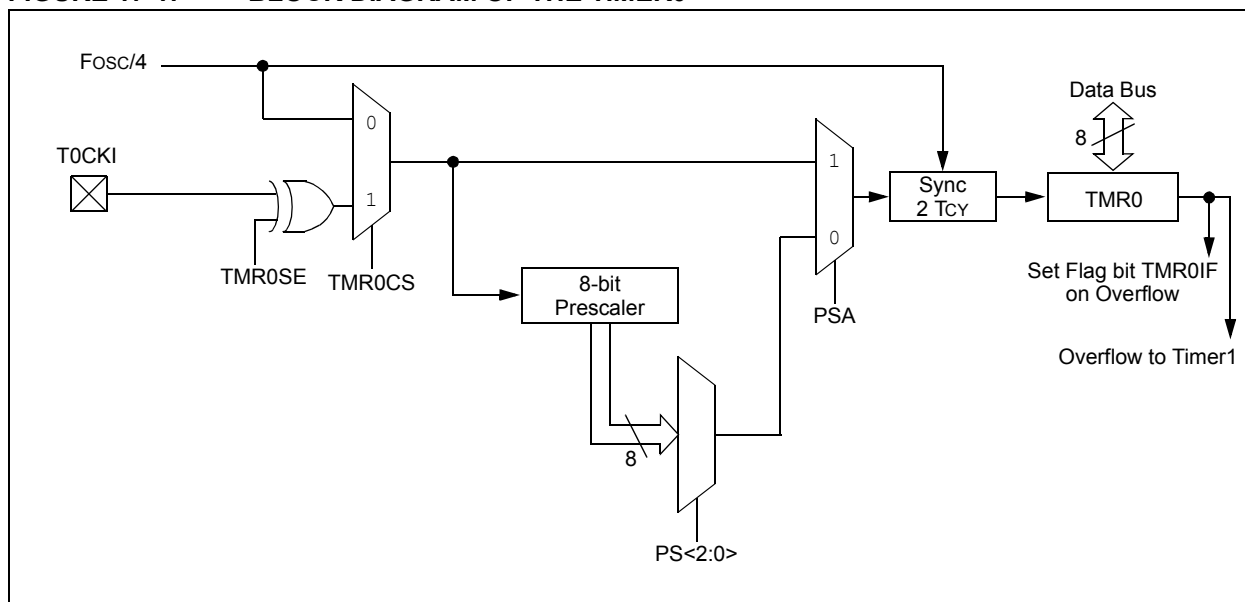 FIGURE BLOCK DIAGRAM OF THE TIMER0
FOSC/4
Data Bus
8
T0CKI
0
1
1
0
Sync
2 TCY
TMR0
TMR0SE
TMR0CS
8-bit
Prescaler
PSA
Set Flag bit TMR0IF
on Overflow
Overflow to Timer1
8
PS<2:0>